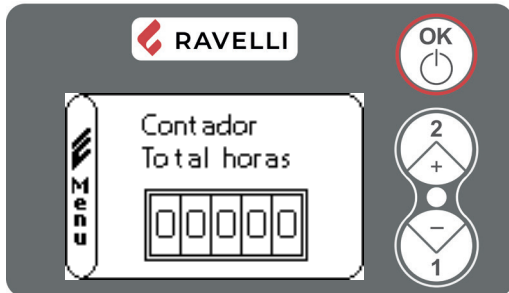 RAVELLI
OK
Menu
Contador
Total horas
00000
2
+
-
1